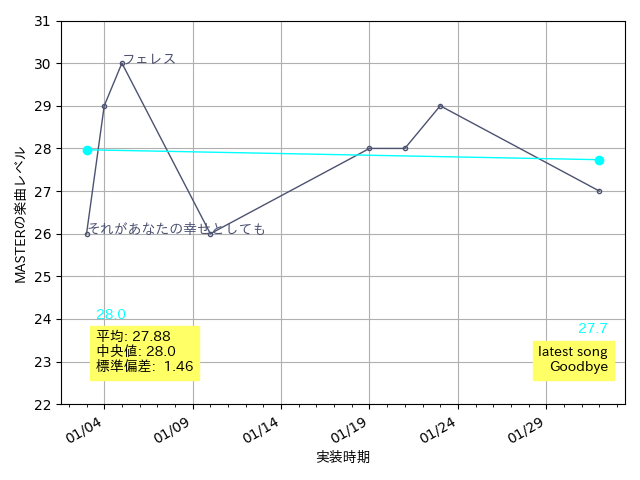 31
30
29
28
27
26
25
24
23
22
MASTERの楽曲レベル
フェレス
それがあなたの幸せとしても
28.0
平均: 27.88
中央値: 28.0
標準偏差:  1.46
27.7
latest song
Goodbye
01/04
01/09
01/14
01/19
01/24
01/29
実装時期